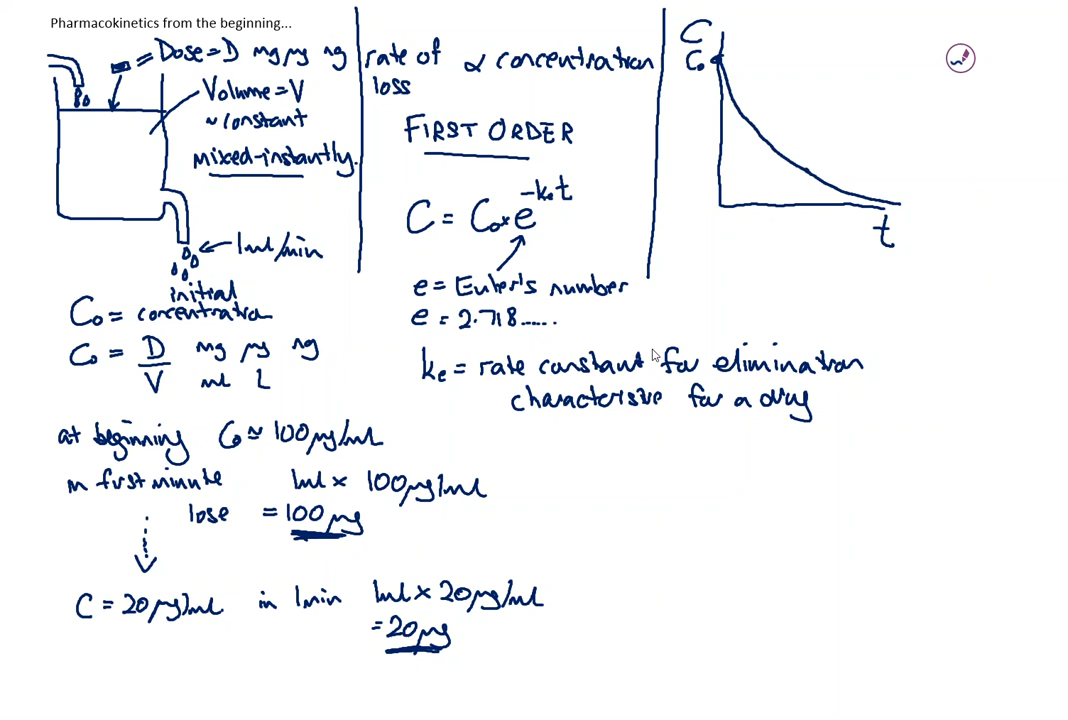 Pharmacokinetics from the beginning...
= Dose = D mg µg ng
Volume = V
~ constant
mixed-instantly.
1ml/min
C₀ = initial concentration
C₀ = D/V mg µg ng
ml L
at beginning C₀ ≈ 100µg/ml
in first minute 1ml × 100µg/ml
lose = 100µg
C = 20µg/ml in 1min 1ml × 20µg/ml
= 20µg
rate of loss ∝ concentration
FIRST ORDER
C = C₀ × e^-kₑt
e = Euler's number
e = 2.718.....
kₑ = rate constant for elimination
characteristic for a drug
C
C₀
t